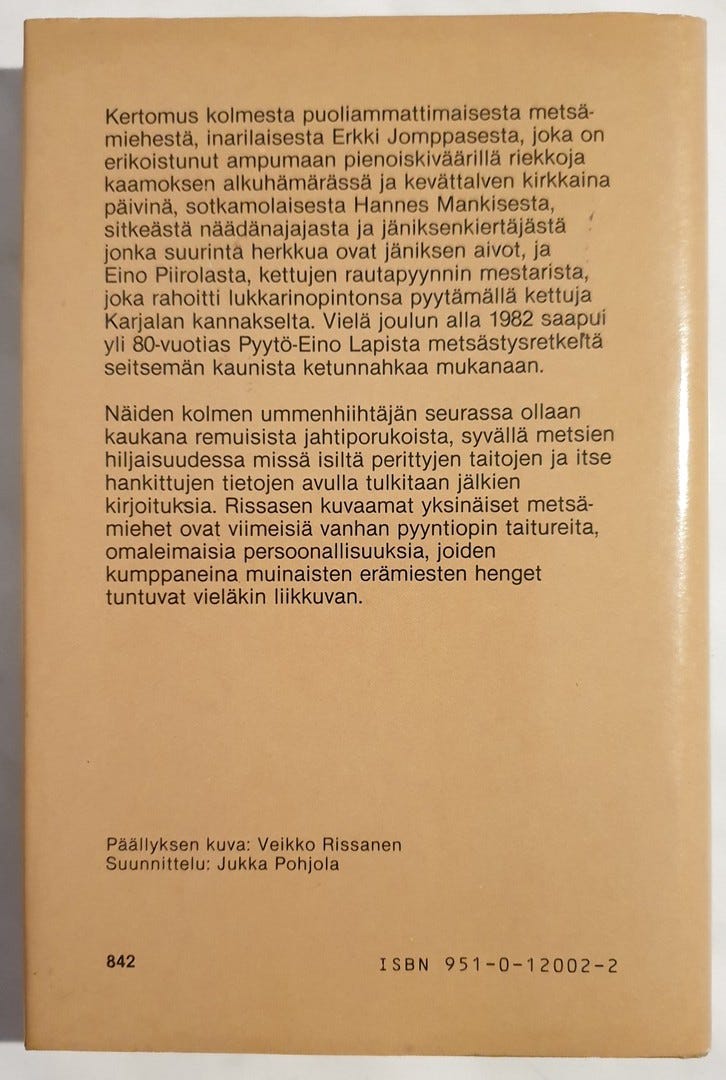 Kertomus kolmesta puoliammattimaisesta metsä-
miehestä, inarilaisesta Erkki Jomppasesta, joka on
erikoistunut ampumaan pienoiskiväärillä riekkoja
kaamoksen alkuhämärässä ja kevättalven kirkkaina
päivinä, sotkamolaisesta Hannes Mankisesta,
sitkeästä näädänajajasta ja jäniksenkiertäjästä
jonka suurinta herkkua ovat jäniksen aivot, ja
Eino Piirolasta, kettujen rautapyynnin mestarista,
joka rahoitti lukkarinopintonsa pyytämällä kettuja
Karjalan kannakselta. Vielä joulun alla 1982 saapui
yli 80-vuotias Pyytö-Eino Lapista metsästysretkeltä
seitsemän kaunista ketunnahkaa mukanaan.
Näiden kolmen ummenhiihtäjän seurassa ollaan
kaukana remuisista jahtiporukoista, syvällä metsien
hiljaisuudessa missä isiltä perittyjen taitojen ja itse
hankittujen tietojen avulla tulkitaan jälkien
kirjoituksia. Rissasen kuvaamat yksinäiset metsä-
miehet ovat viimeisiä vanhan pyyntiopin taitureita,
omaleimaisia persoonallisuuksia, joiden
kumppaneina muinaisten erämiesten henget
tuntuvat vieläkin liikkuvan.
Päällyksen kuva: Veikko Rissanen
Suunnittelu: Jukka Pohjola
842
ISBN 951-0-12002-2